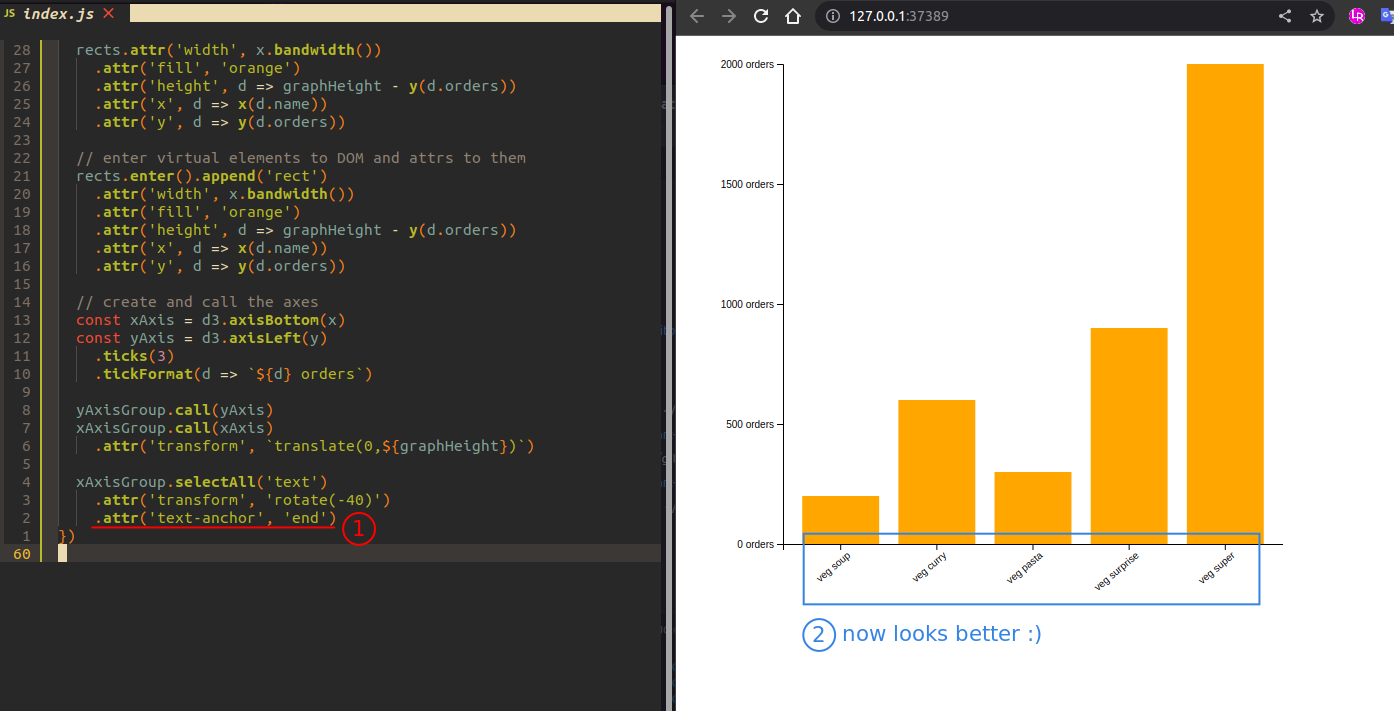 JS index.js ×
127.0.0.1:37389
28 rects.attr('width', x.bandwidth())
27 .attr('fill', 'orange')
26 .attr('height', d => graphHeight - y(d.orders))
25 .attr('x', d => x(d.name))
24 .attr('y', d => y(d.orders))
23
22 // enter virtual elements to DOM and attrs to them
21 rects.enter().append('rect')
20 .attr('width', x.bandwidth())
19 .attr('fill', 'orange')
18 .attr('height', d => graphHeight - y(d.orders))
17 .attr('x', d => x(d.name))
16 .attr('y', d => y(d.orders))
15
14 // create and call the axes
13 const xAxis = d3.axisBottom(x)
12 const yAxis = d3.axisLeft(y)
11 .ticks(3)
10 .tickFormat(d => `${d} orders`)
9
8 yAxisGroup.call(yAxis)
7 xAxisGroup.call(xAxis)
6 .attr('transform', `translate(0,${graphHeight})`)
5
4 xAxisGroup.selectAll('text')
3 .attr('transform', 'rotate(-40)')
2 .attr('text-anchor', 'end')
1 })
60
1
2000 orders
1500 orders
1000 orders
500 orders
0 orders
veg soup
veg curry
veg pasta
veg surprise
veg super
2 now looks better :)
LR